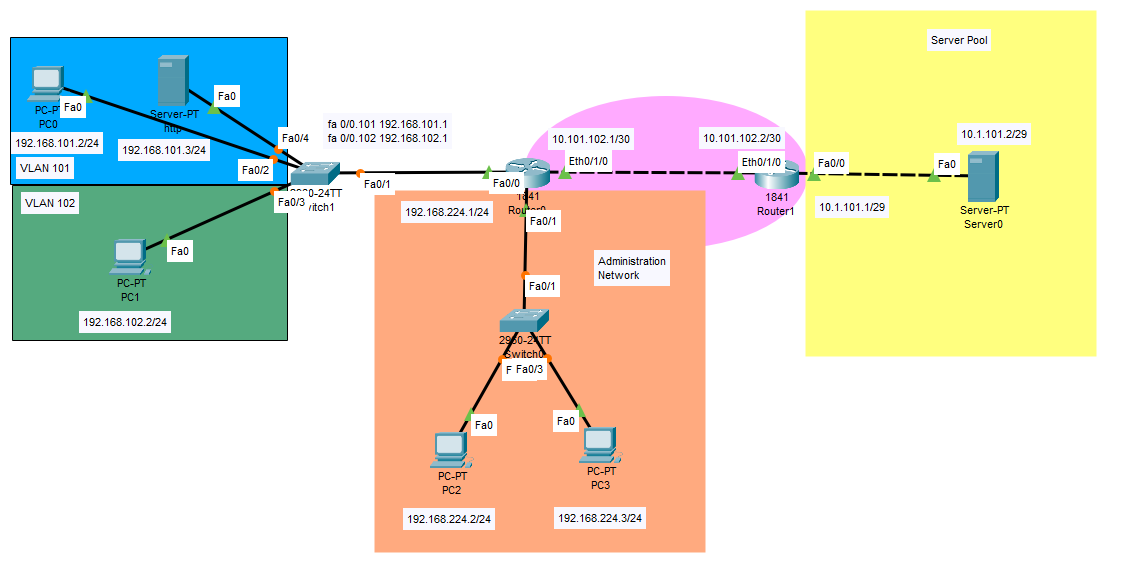 Server Pool
Fa0
PC-PT
PC0
Fa0
Server-PT
http
192.168.101.2/24
192.168.101.3/24
VLAN 101
Fa0/4
Fa0/2
fa 0/0.101 192.168.101.1
fa 0/0.102 192.168.102.1
10.101.102.1/30
10.101.102.2/30
10.1.101.2/29
Eth0/1/0
Eth0/1/0
Fa0/0
Fa0
VLAN 102
Fa0/3
2960-24TT
Switch1
Fa0/1
Fa0/0
1841
Router0
1841
Router1
10.1.101.1/29
Server-PT
Server0
192.168.224.1/24
Fa0/1
Fa0
PC-PT
PC1
192.168.102.2/24
Administration
Network
Fa0/1
2960-24TT
Switch0
Fa0/3
Fa0
PC-PT
PC2
Fa0
PC-PT
PC3
192.168.224.2/24
192.168.224.3/24